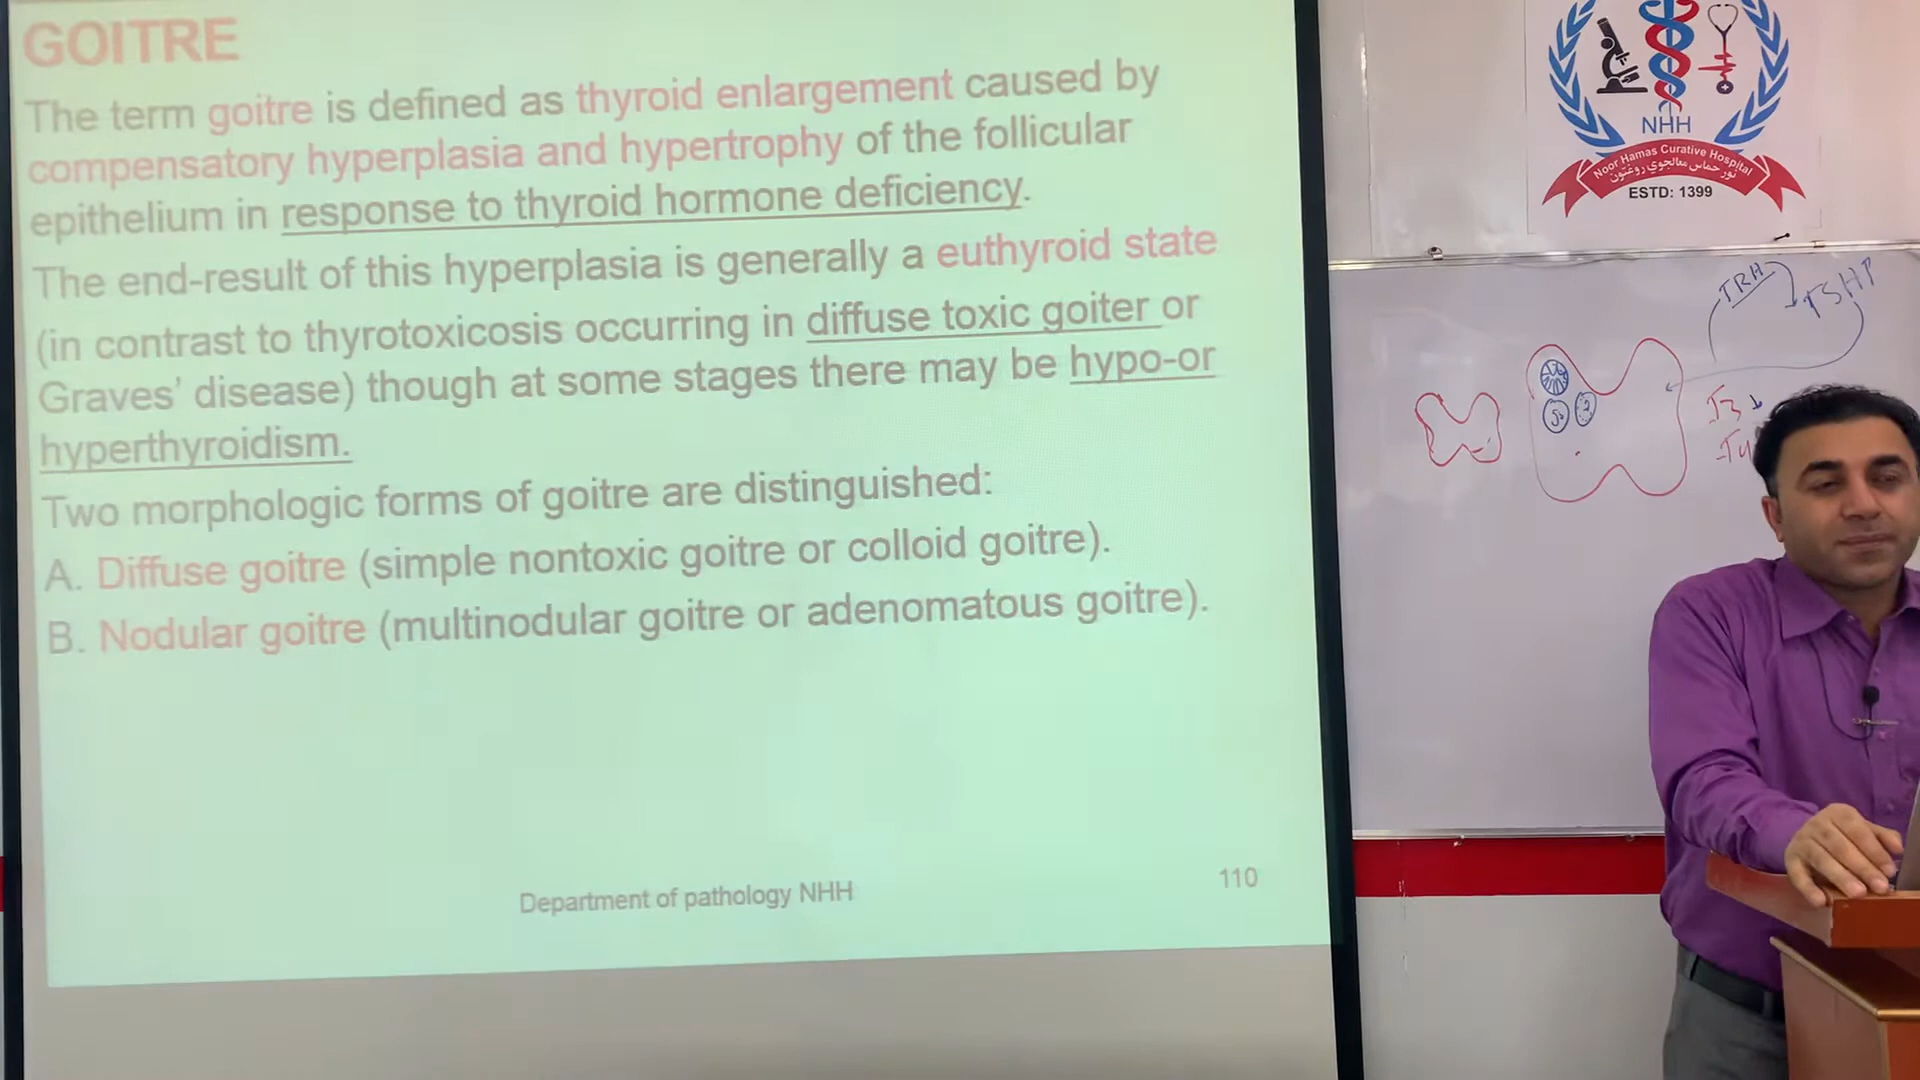 GOITRE
The term goitre is defined as thyroid enlargement caused by
compensatory hyperplasia and hypertrophy of the follicular
epithelium in response to thyroid hormone deficiency.
The end-result of this hyperplasia is generally a euthyroid state
(in contrast to thyrotoxicosis occurring in diffuse toxic goiter or
Graves' disease) though at some stages there may be hypo-or
hyperthyroidism.
Two morphologic forms of goitre are distinguished:
A. Diffuse goitre (simple nontoxic goitre or colloid goitre).
B. Nodular goitre (multinodular goitre or adenomatous goitre).
Department of pathology NHH
110
NHH
Noor Hamas Curative Hospital
نور حماس معالجوي روغتون
ESTD: 1399
TRH
TSH↑
T3 ↓
T4